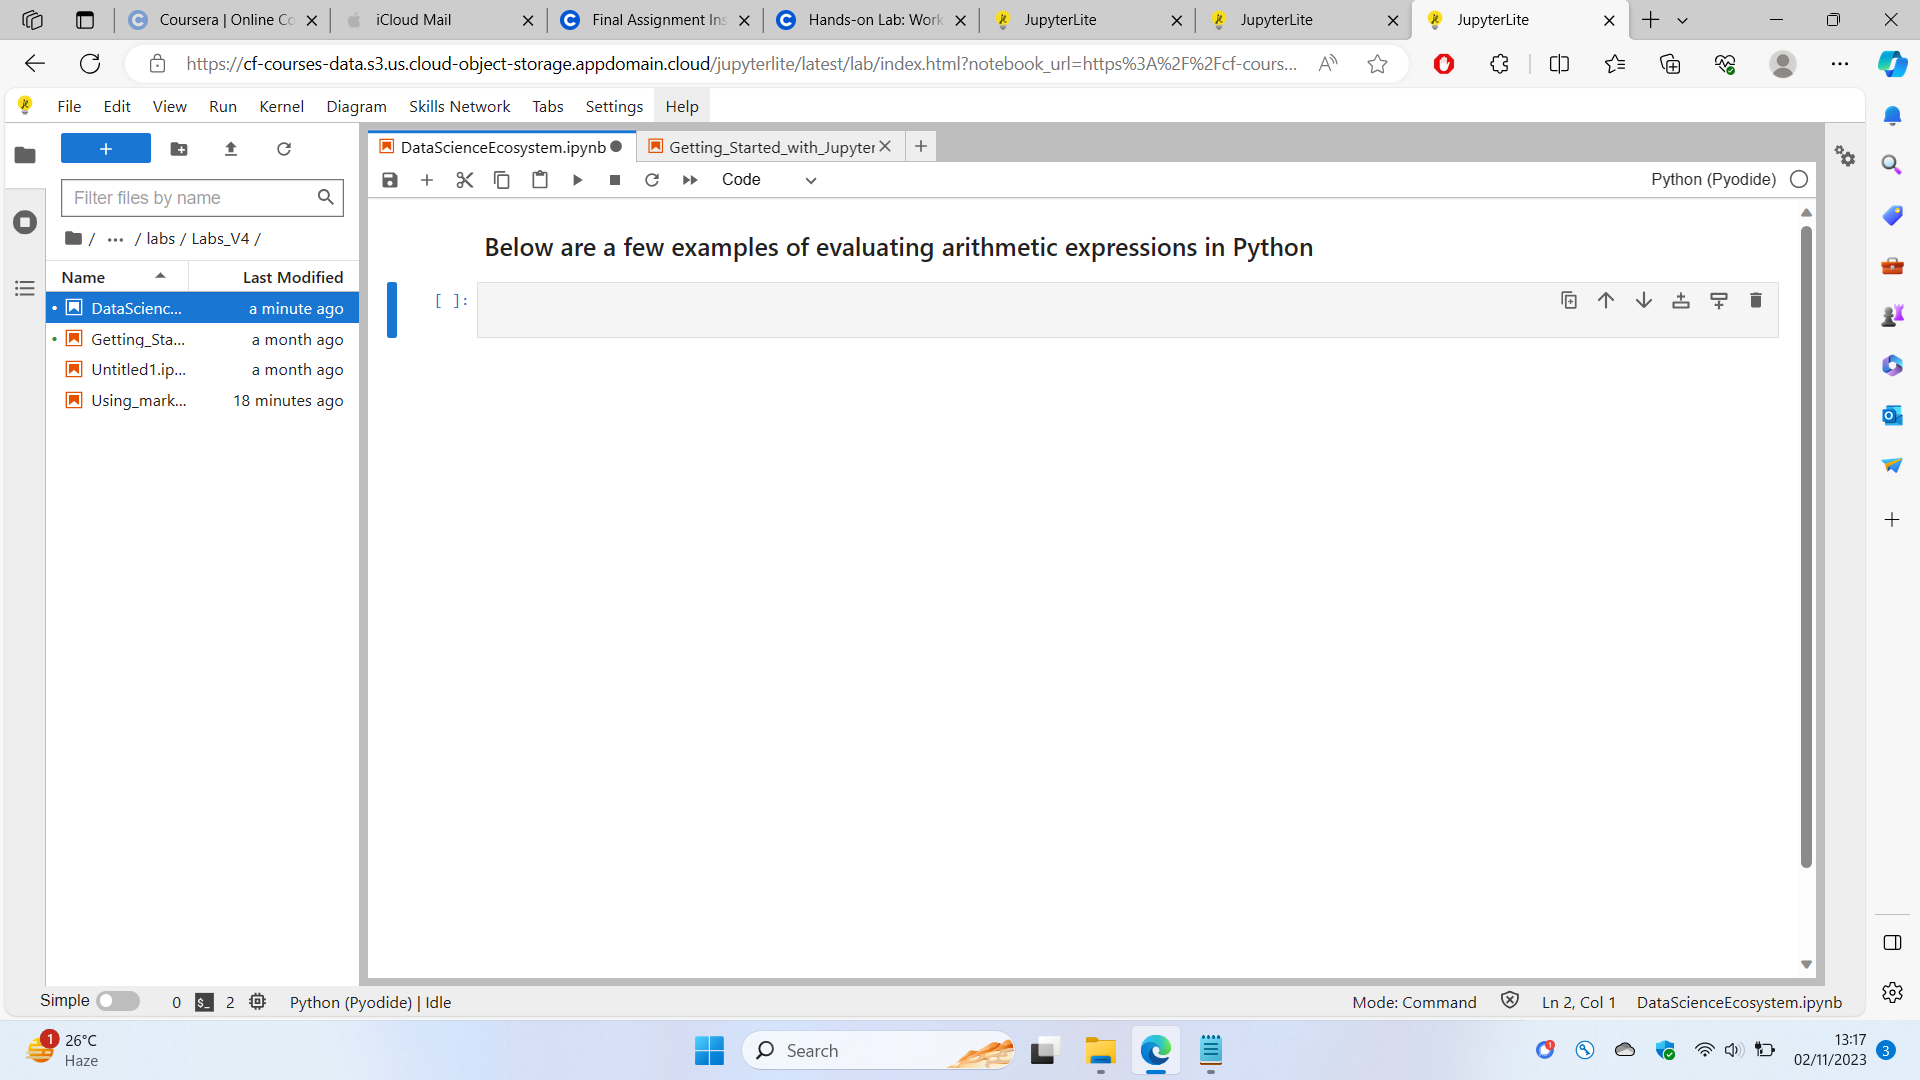 Coursera | Online Co
iCloud Mail
Final Assignment Ins
Hands-on Lab: Work
JupyterLite
JupyterLite
JupyterLite
https://cf-courses-data.s3.us.cloud-object-storage.appdomain.cloud/jupyterlite/latest/lab/index.html?notebook_url=https%3A%2F%2Fcf-cours...
File Edit View Run Kernel Diagram Skills Network Tabs Settings Help
DataScienceEcosystem.ipynb
Getting_Started_with_Jupyter
Code
Python (Pyodide)
Filter files by name
/ ... / labs / Labs_V4 /
Name Last Modified
DataScienc... a minute ago
Getting_Sta... a month ago
Untitled1.ip... a month ago
Using_mark... 18 minutes ago
Below are a few examples of evaluating arithmetic expressions in Python
[ ]:
Simple 0 $_ 2 Python (Pyodide) | Idle
Mode: Command Ln 2, Col 1 DataScienceEcosystem.ipynb
1
26°C
Haze
Search
13:17
02/11/2023
3